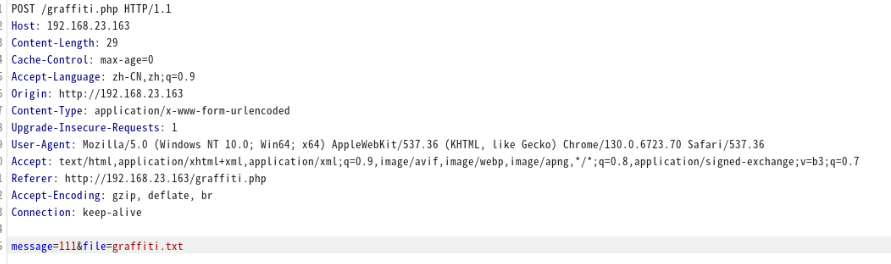 1 POST /graffiti.php HTTP/1.1
2 Host: 192.168.23.163
3 Content-Length: 29
4 Cache-Control: max-age=0
5 Accept-Language: zh-CN,zh;q=0.9
6 Origin: http://192.168.23.163
7 Content-Type: application/x-www-form-urlencoded
8 Upgrade-Insecure-Requests: 1
9 User-Agent: Mozilla/5.0 (Windows NT 10.0; Win64; x64) AppleWebKit/537.36 (KHTML, like Gecko) Chrome/130.0.6723.70 Safari/537.36
0 Accept: text/html,application/xhtml+xml,application/xml;q=0.9,image/avif,image/webp,image/apng,*/*;q=0.8,application/signed-exchange;v=b3;q=0.7
1 Referer: http://192.168.23.163/graffiti.php
2 Accept-Encoding: gzip, deflate, br
3 Connection: keep-alive
4
5 message=111&file=graffiti.txt